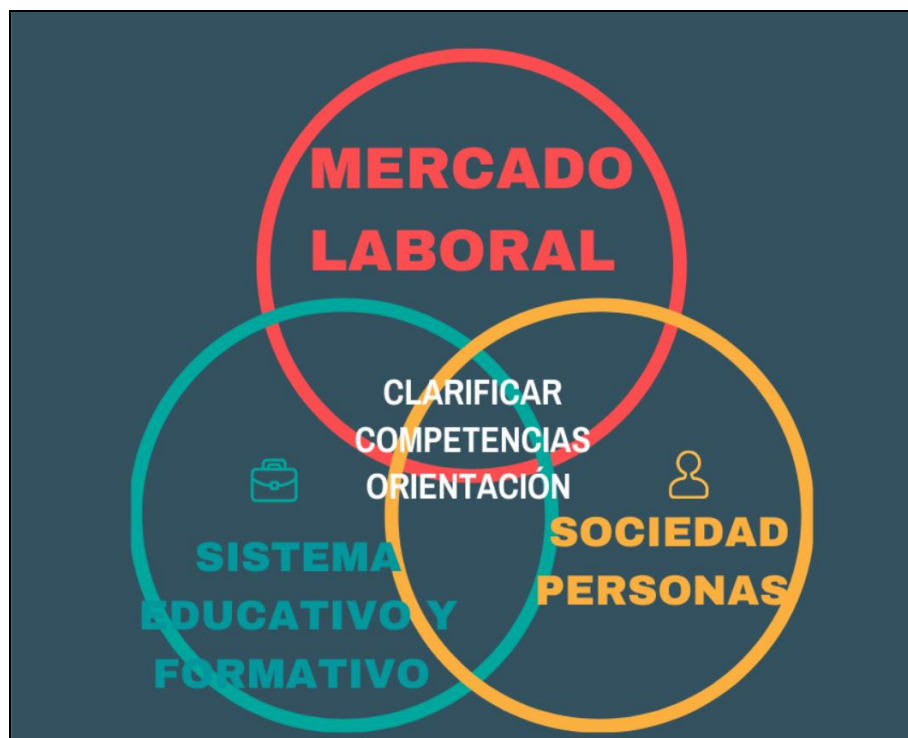 MERCADO
LABORAL
CLARIFICAR
COMPETENCIAS
ORIENTACIÓN
SISTEMA
EDUCATIVO Y
FORMATIVO
SOCIEDAD
PERSONAS